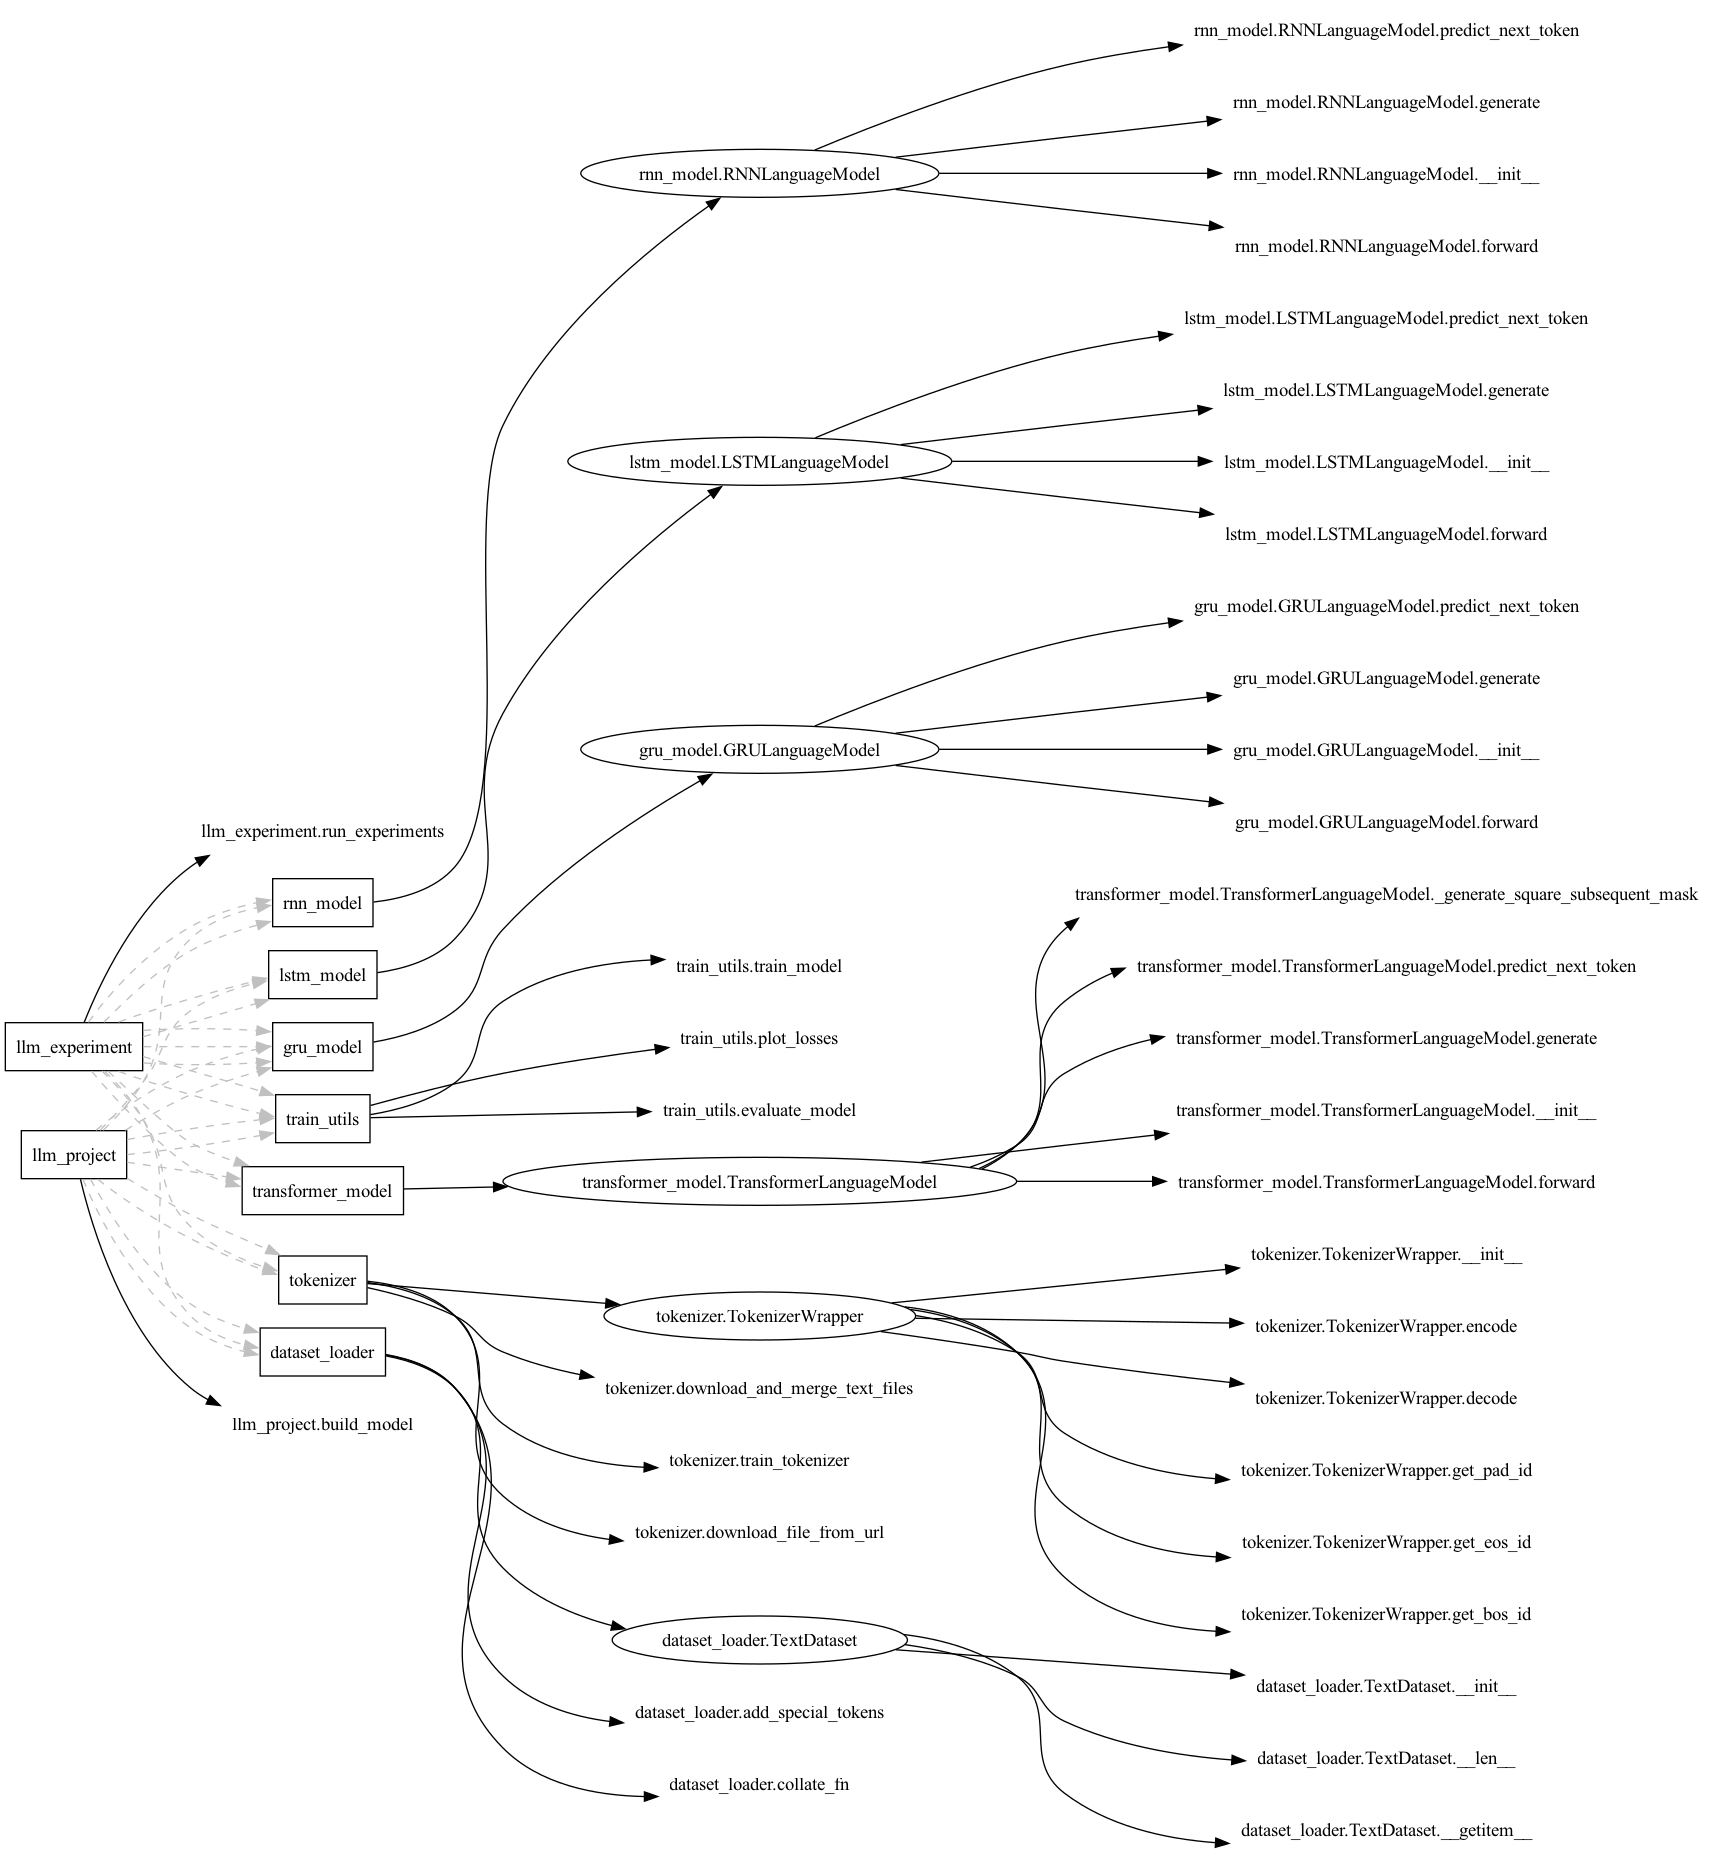 rnn_model.RNNLanguageModel.predict_next_token
rnn_model.RNNLanguageModel.generate
rnn_model.RNNLanguageModel
rnn_model.RNNLanguageModel.__init__
rnn_model.RNNLanguageModel.forward
lstm_model.LSTMLanguageModel.predict_next_token
lstm_model.LSTMLanguageModel.generate
lstm_model.LSTMLanguageModel
lstm_model.LSTMLanguageModel.__init__
lstm_model.LSTMLanguageModel.forward
gru_model.GRULanguageModel.predict_next_token
gru_model.GRULanguageModel.generate
gru_model.GRULanguageModel
gru_model.GRULanguageModel.__init__
gru_model.GRULanguageModel.forward
llm_experiment.run_experiments
rnn_model
transformer_model.TransformerLanguageModel._generate_square_subsequent_mask
lstm_model
train_utils.train_model
transformer_model.TransformerLanguageModel.predict_next_token
llm_experiment
gru_model
train_utils.plot_losses
transformer_model.TransformerLanguageModel.generate
train_utils
train_utils.evaluate_model
transformer_model.TransformerLanguageModel.__init__
llm_project
transformer_model
transformer_model.TransformerLanguageModel
transformer_model.TransformerLanguageModel.forward
tokenizer
tokenizer.TokenizerWrapper.__init__
tokenizer.TokenizerWrapper
tokenizer.TokenizerWrapper.encode
dataset_loader
tokenizer.download_and_merge_text_files
tokenizer.TokenizerWrapper.decode
llm_project.build_model
tokenizer.train_tokenizer
tokenizer.TokenizerWrapper.get_pad_id
tokenizer.download_file_from_url
tokenizer.TokenizerWrapper.get_eos_id
dataset_loader.TextDataset
tokenizer.TokenizerWrapper.get_bos_id
dataset_loader.TextDataset.__init__
dataset_loader.add_special_tokens
dataset_loader.TextDataset.__len__
dataset_loader.collate_fn
dataset_loader.TextDataset.__getitem__